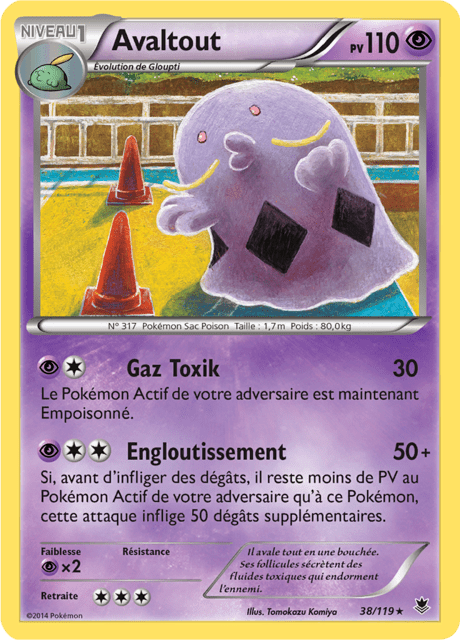 NIVEAU 1
Avaltout
PV 110
Évolution de Gloupti
N° 317 Pokémon Sac Poison Taille : 1,7 m Poids : 80,0 kg
Gaz Toxik 30
Le Pokémon Actif de votre adversaire est maintenant
Empoisonné.
Engloutissement 50+
Si, avant d'infliger des dégâts, il reste moins de PV au
Pokémon Actif de votre adversaire qu'à ce Pokémon,
cette attaque inflige 50 dégâts supplémentaires.
Faiblesse Résistance
×2
Retraite
Il avale tout en une bouchée.
Ses follicules sécrètent des
fluides toxiques qui endorment
l'ennemi.
©2014 Pokémon
Illus. Tomokazu Komiya
38/119 ★